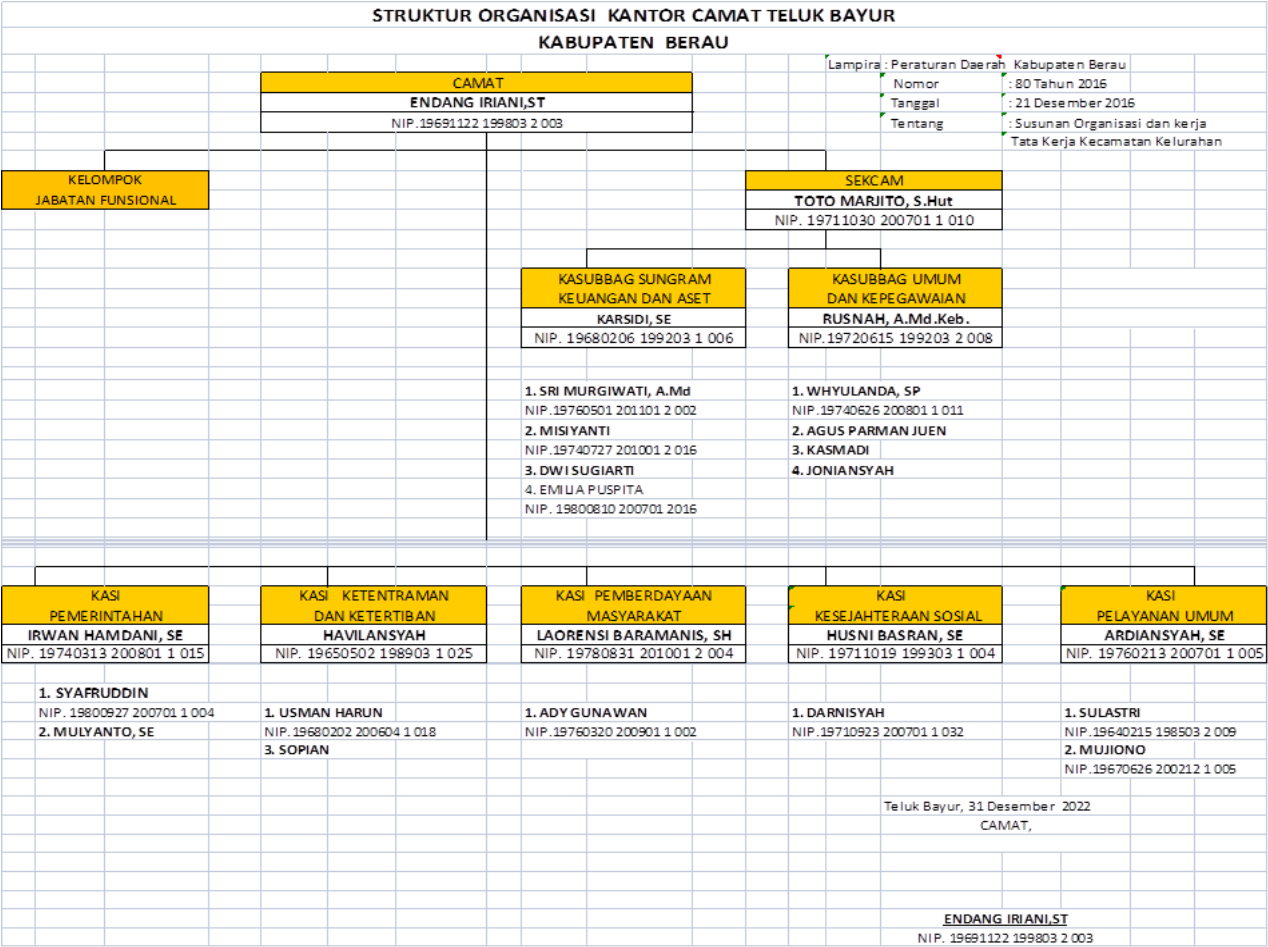 STRUKTUR ORGANISASI KANTOR CAMAT TELUK BAYUR
KABUPATEN BERAU
Lampira : Peraturan Daerah Kabupaten Berau
Nomor : 80 Tahun 2016
Tanggal : 21 Desember 2016
Tentang : Susunan Organisasi dan kerja
Tata Kerja Kecamatan Kelurahan
CAMAT
ENDANG IRIANI,ST
NIP.19691122 199803 2 003
KELOMPOK
JABATAN FUNSIONAL
SEKCAM
TOTO MARJITO, S.Hut
NIP. 19711030 200701 1 010
KASUBBAG SUNGRAM
KEUANGAN DAN ASET
KARSIDI, SE
NIP. 19680206 199203 1 006
1. SRI MURGIWATI, A.Md
NIP.19760501 201101 2 002
2. MISIYANTI
NIP.19740727 201001 2 016
3. DWI SUGIARTI
4. EMILIA PUSPITA
NIP. 19800810 200701 2016
KASUBBAG UMUM
DAN KEPEGAWAIAN
RUSNAH, A.Md.Keb.
NIP.19720615 199203 2 008
1. WHYULANDA, SP
NIP.19740626 200801 1 011
2. AGUS PARMAN JUEN
3. KASMADI
4. JONIANSYAH
KASI
PEMERINTAHAN
IRWAN HAMDANI, SE
NIP. 19740313 200801 1 015
1. SYAFRUDDIN
NIP. 19800927 200701 1 004
2. MULYANTO, SE
KASI KETENTRAMAN
DAN KETERTIBAN
HAVILANSYAH
NIP. 19650502 198903 1 025
1. USMAN HARUN
NIP.19680202 200604 1 018
3. SOPIAN
KASI PEMBERDAYAAN
MASYARAKAT
LAORENSI BARAMANIS, SH
NIP. 19780831 201001 2 004
1. ADY GUNAWAN
NIP.19760320 200901 1 002
KASI
KESEJAHTERAAN SOSIAL
HUSNI BASRAN, SE
NIP. 19711019 199303 1 004
1. DARNISYAH
NIP.19710923 200701 1 032
KASI
PELAYANAN UMUM
ARDIANSYAH, SE
NIP. 19760213 200701 1 005
1. SULASTRI
NIP.19640215 198503 2 009
2. MUJIONO
NIP.19670626 200212 1 005
Teluk Bayur, 31 Desember 2022
CAMAT,
ENDANG IRIANI,ST
NIP. 19691122 199803 2 003